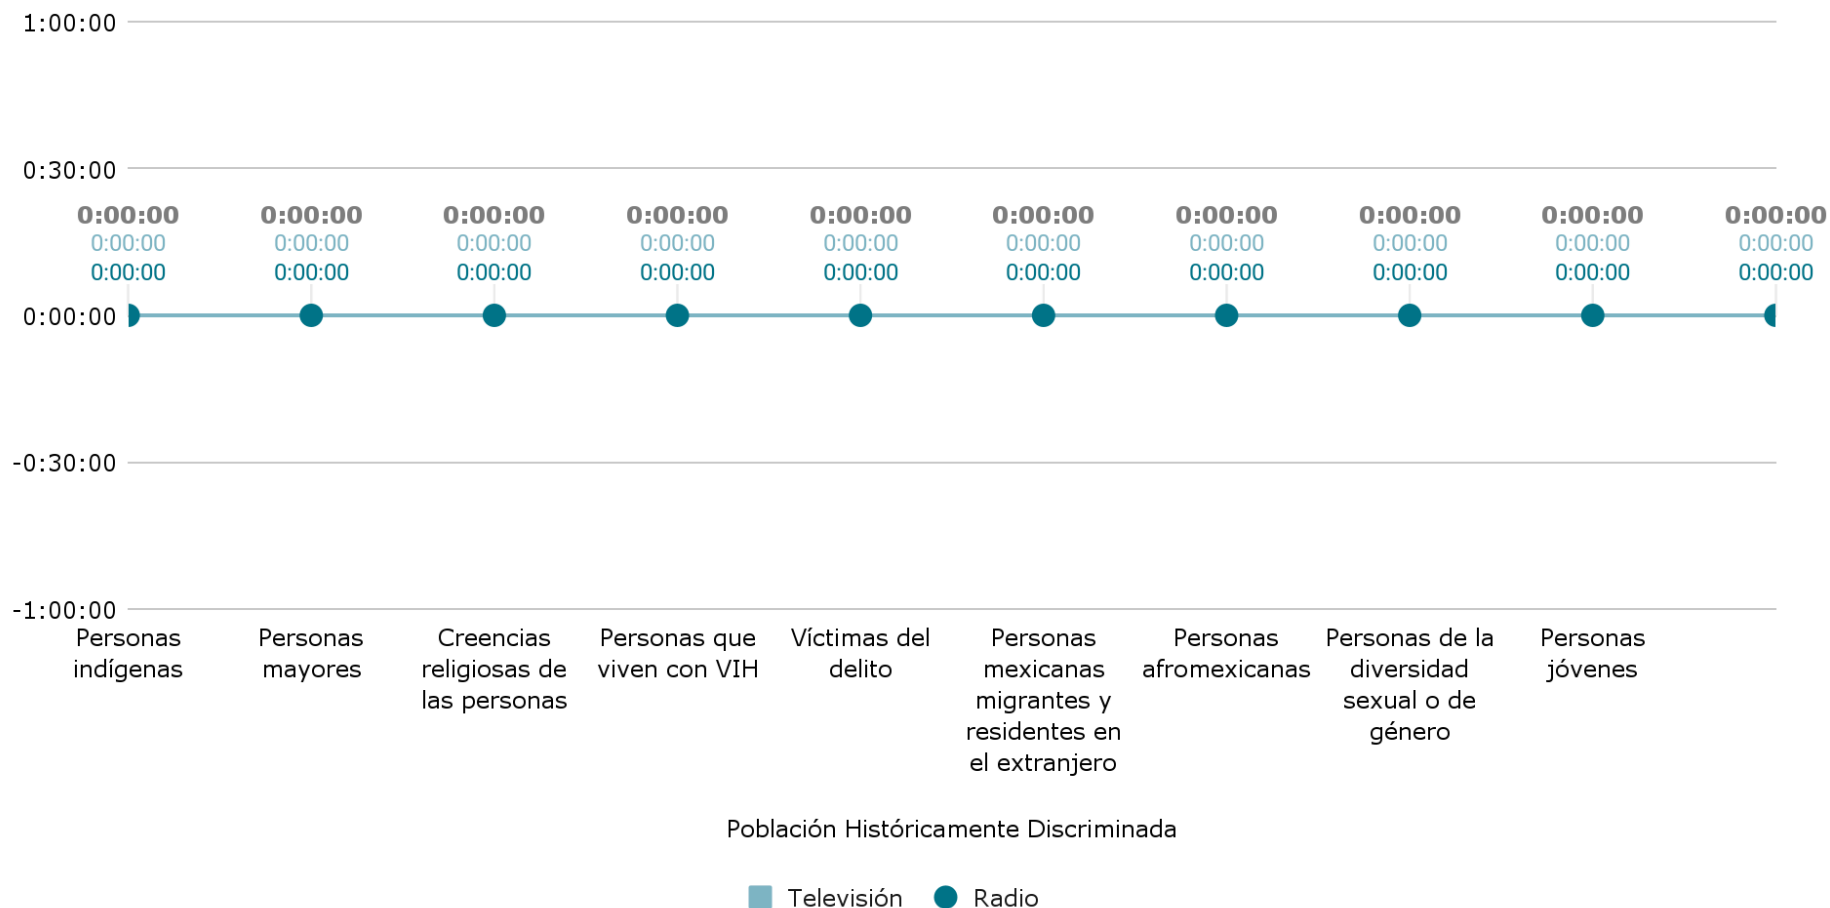 1:00:00
0:30:00
0:00:00 0:00:00 0:00:00 0:00:00 0:00:00 0:00:00 0:00:00 0:00:00 0:00:00 0:00:00
0:00:00 0:00:00 0:00:00 0:00:00 0:00:00 0:00:00 0:00:00 0:00:00 0:00:00 0:00:00
0:00:00 0:00:00 0:00:00 0:00:00 0:00:00 0:00:00 0:00:00 0:00:00 0:00:00 0:00:00
0:00:00
-0:30:00
-1:00:00
Personas
indígenas
Personas
mayores
Creencias
religiosas de
las personas
Personas que
viven con VIH
Víctimas del
delito
Personas
mexicanas
migrantes y
residentes en
el extranjero
Personas
afromexicanas
Personas de la
diversidad
sexual o de
género
Personas
jóvenes
Población Históricamente Discriminada
Televisión Radio